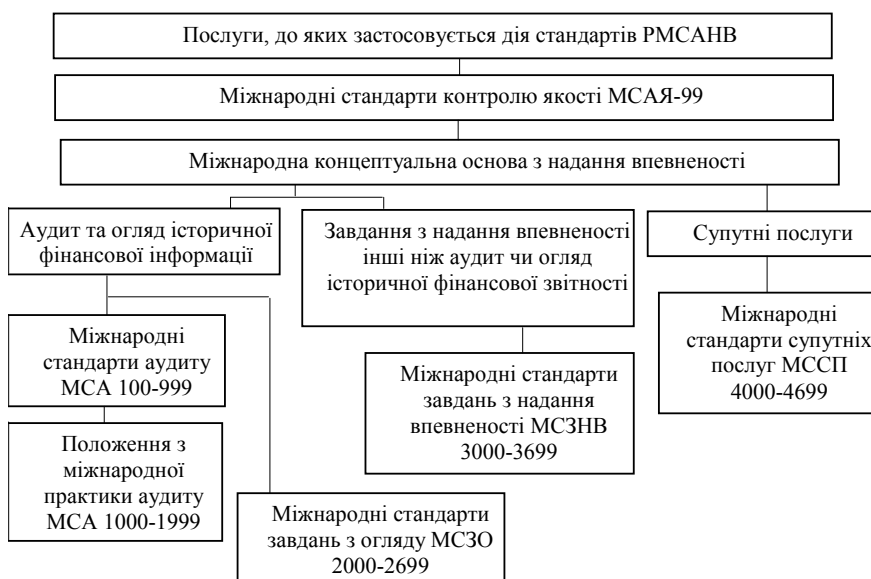 Послуги, до яких застосовується дія стандартів РМСАНВ
Міжнародні стандарти контролю якості МСАЯ-99
Міжнародна концептуальна основа з надання впевненості
Аудит та огляд історичної
фінансової інформації
Завдання з надання впевненості
інші ніж аудит чи огляд
історичної фінансової звітності
Супутні послуги
Міжнародні
стандарти аудиту
МСА 100-999
Міжнародні стандарти
завдань з надання
впевненості МСЗНВ
3000-3699
Міжнародні
стандарти супутніх
послуг МССП
4000-4699
Положення з
міжнародної
практики аудиту
МСА 1000-1999
Міжнародні стандарти
завдань з огляду МСЗО
2000-2699